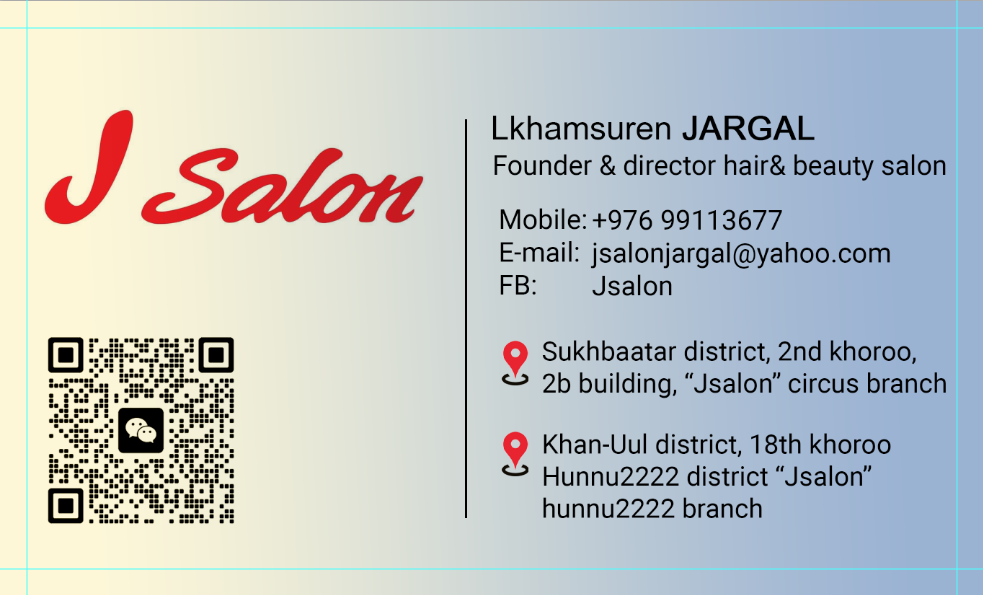 J Salon
Lkhamsuren JARGAL
Founder & director hair& beauty salon
Mobile: +976 99113677
E-mail: jsalonjargal@yahoo.com
FB: Jsalon
Sukhbaatar district, 2nd khoroo,
2b building, “Jsalon” circus branch
Khan-Uul district, 18th khoroo
Hunnu2222 district “Jsalon”
hunnu2222 branch